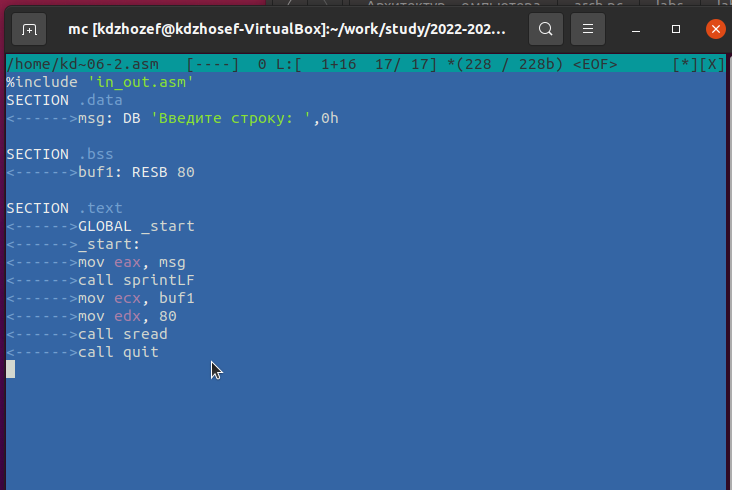 mc [kdzhozef@kdzhosef-VirtualBox]:~/work/study/2022-202...
/home/kd~06-2.asm [----] 0 L:[ 1+16 17/ 17] *(228 / 228b) <EOF> [*][X]
%include 'in_out.asm'
SECTION .data
<------>msg: DB 'Введите строку: ',0h
SECTION .bss
<------>buf1: RESB 80
SECTION .text
<------>GLOBAL _start
<------>_start:
<------>mov eax, msg
<------>call sprintLF
<------>mov ecx, buf1
<------>mov edx, 80
<------>call sread
<------>call quit